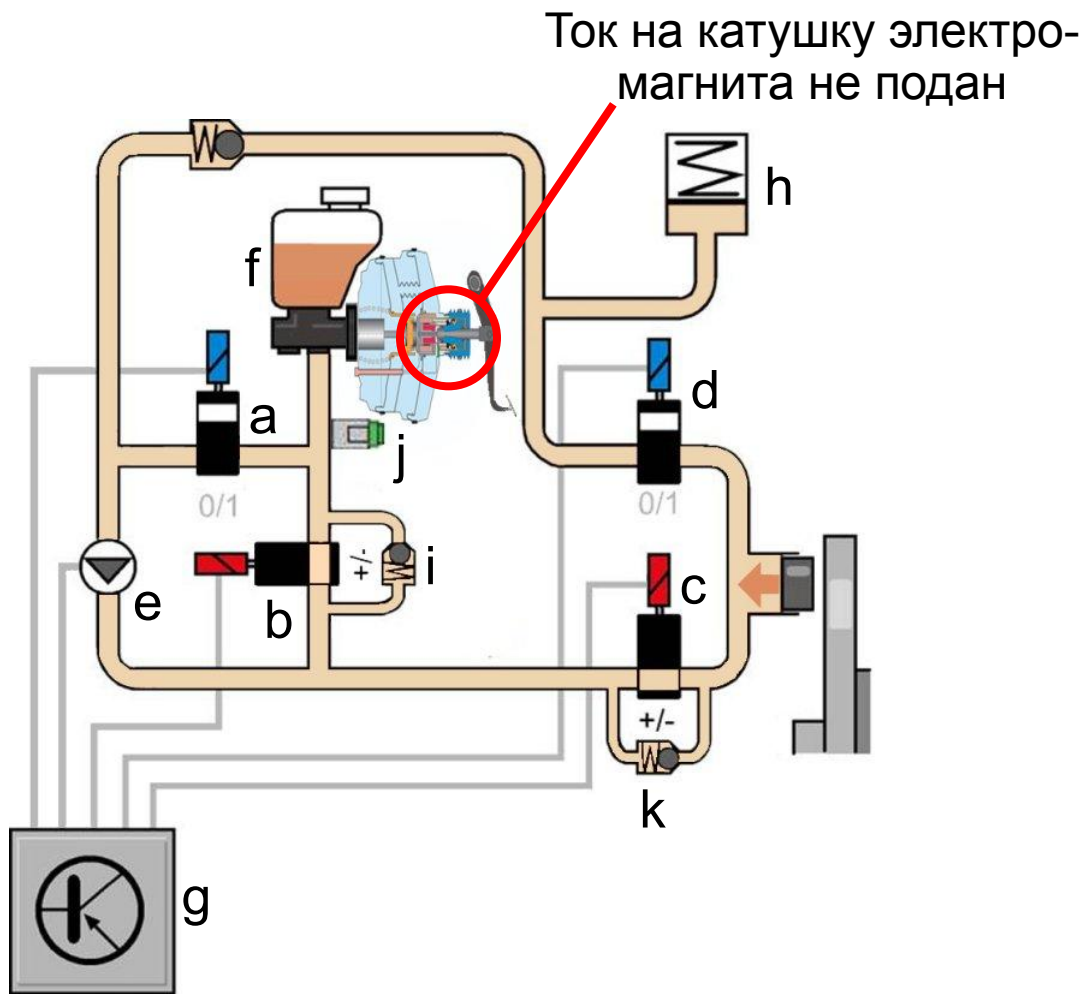 Ток на катушку электро-
магнита не подан
h
f
d
a
j
0/1
0/1
+/-
i
c
e
b
+/-
k
g